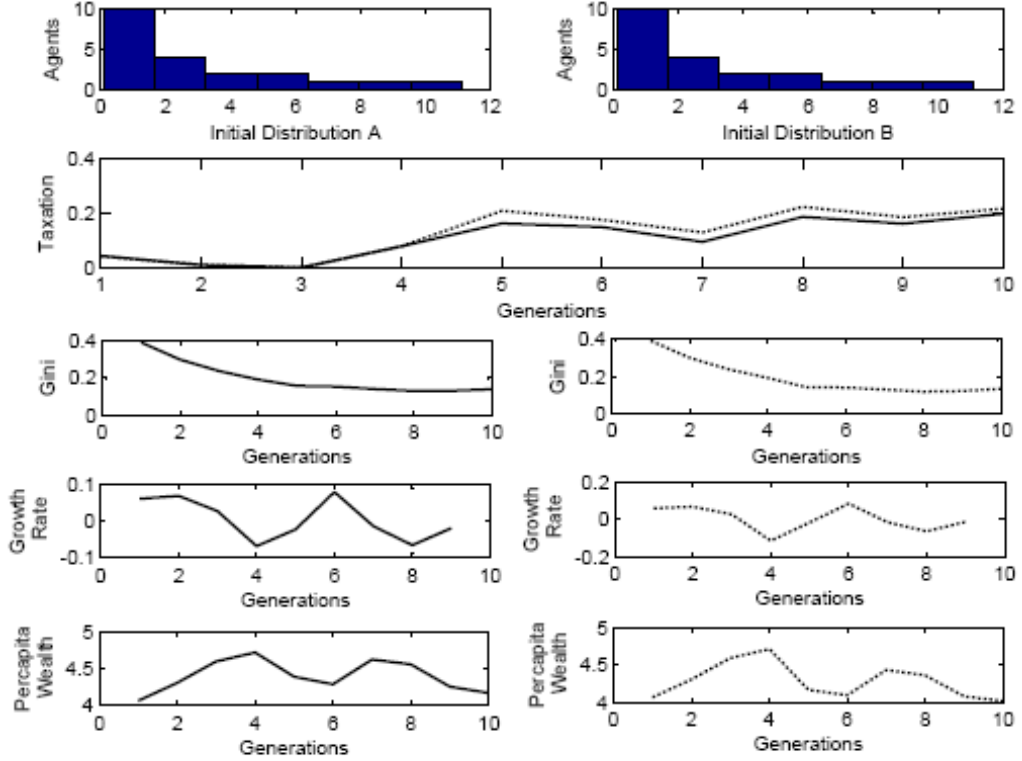 10
5
0
Agents
0 2 4 6 8 10 12
Initial Distribution A
10
5
0
Agents
0 2 4 6 8 10 12
Initial Distribution B
0.4
0.2
0
Taxation
1 2 3 4 5 6 7 8 9 10
Generations
0.4
0.2
0
Gini
0 2 4 6 8 10
Generations
0.4
0.2
0
Gini
0 2 4 6 8 10
Generations
0.1
0
-0.1
Growth
Rate
0 2 4 6 8 10
Generations
0.2
0
-0.2
Growth
Rate
0 2 4 6 8 10
Generations
5
4.5
4
Percapita
Wealth
0 2 4 6 8 10
Generations
5
4.5
4
Percapita
Wealth
0 2 4 6 8 10
Generations